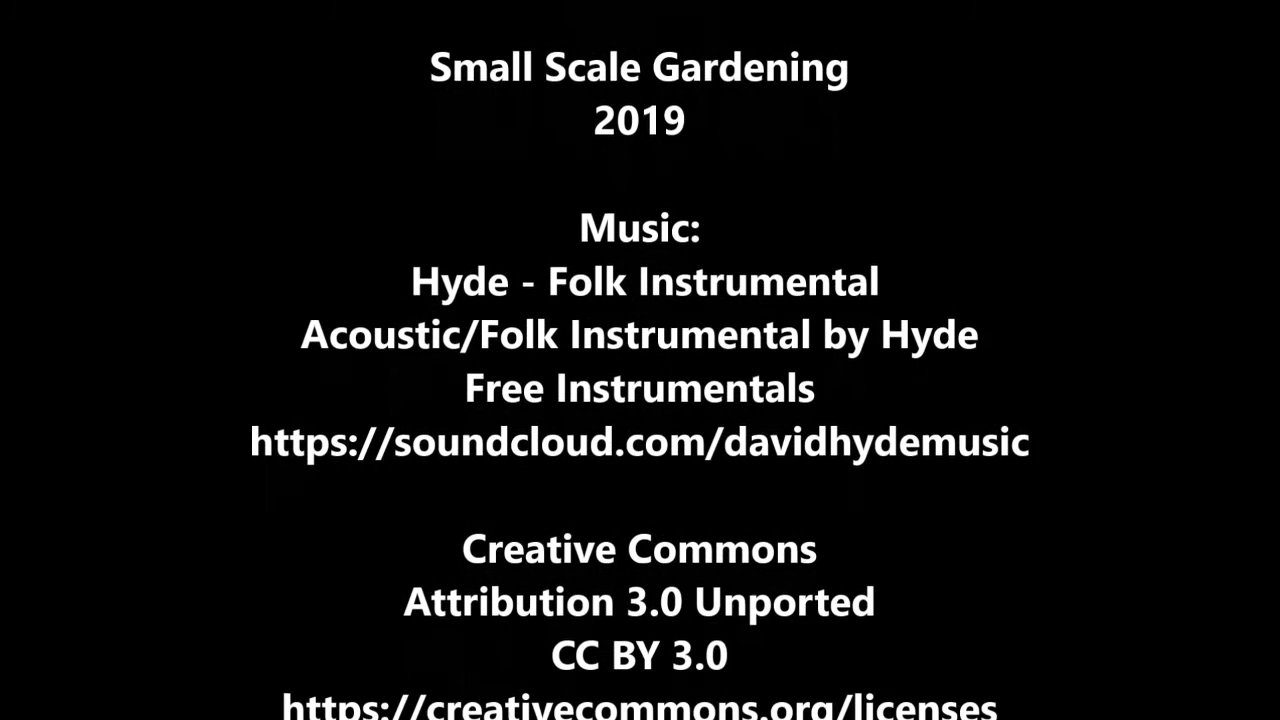 Small Scale Gardening
2019
Music:
Hyde - Folk Instrumental
Acoustic/Folk Instrumental by Hyde
Free Instrumentals
https://soundcloud.com/davidhydemusic
Creative Commons
Attribution 3.0 Unported
CC BY 3.0
https://creativecommons.org/licenses